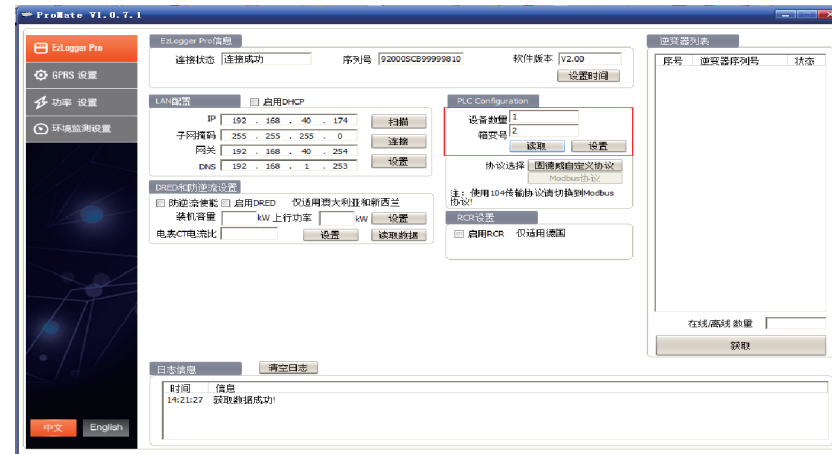 ProMate V1.0.7.1
EzLogger Pro
GPRS 设置
功率 设置
环境监测设置
中文 English
EzLogger Pro信息
连接状态 连接成功 序列号 92000SCB99999810 软件版本 V2.00
设置时间
LAN配置 启用DHCP
IP 192 . 168 . 40 . 174 扫描
子网掩码 255 . 255 . 255 . 0 连接
网关 192 . 168 . 40 . 254
DNS 192 . 168 . 1 . 253 设置
PLC Configuration
设备数量 1
箱变号 2
读取 设置
协议选择 固德威自定义协议
Modbus协议
注：使用104传输协议请切换到Modbus
协议!
DRED和防逆流设置
防逆流使能 启用DRED 仅适用澳大利亚和新西兰
装机容量 kW 上行功率 kW 设置
电表CT电流比 设置 读取数据
RCR设置
启用RCR 仅适用德国
逆变器列表
序号 逆变器序列号 状态
在线/离线 数量
获取
日志信息 清空日志
时间 信息
14:21:27 获取数据成功!